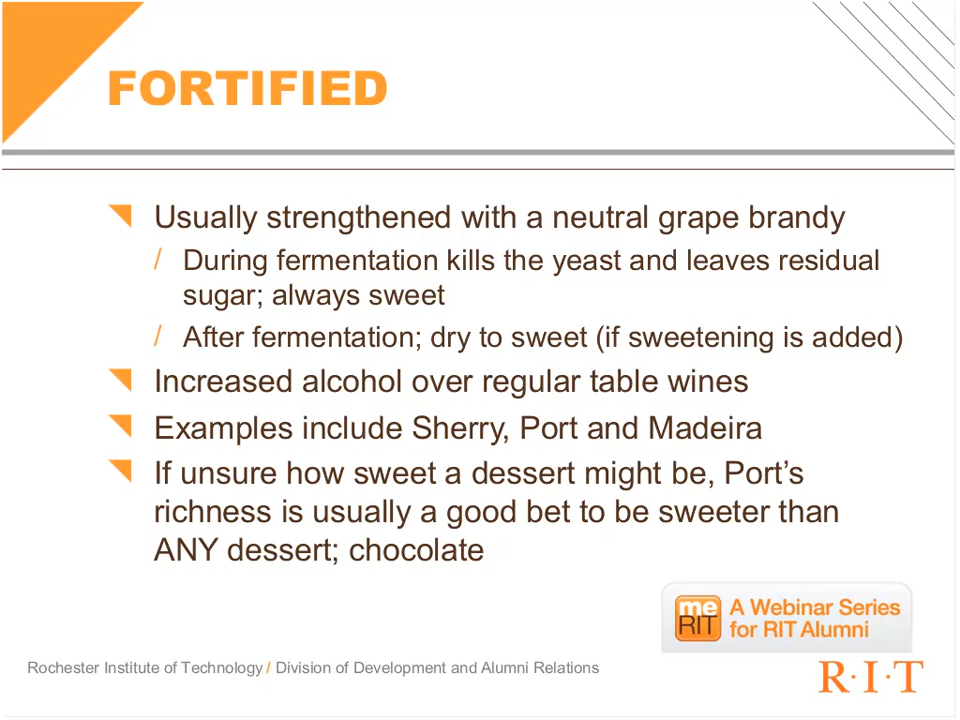 FORTIFIED
Usually strengthened with a neutral grape brandy
/ During fermentation kills the yeast and leaves residual
sugar; always sweet
/ After fermentation; dry to sweet (if sweetening is added)
Increased alcohol over regular table wines
Examples include Sherry, Port and Madeira
If unsure how sweet a dessert might be, Port’s
richness is usually a good bet to be sweeter than
ANY dessert; chocolate
me
RIT
A Webinar Series
for RIT Alumni
Rochester Institute of Technology / Division of Development and Alumni Relations
R·I·T